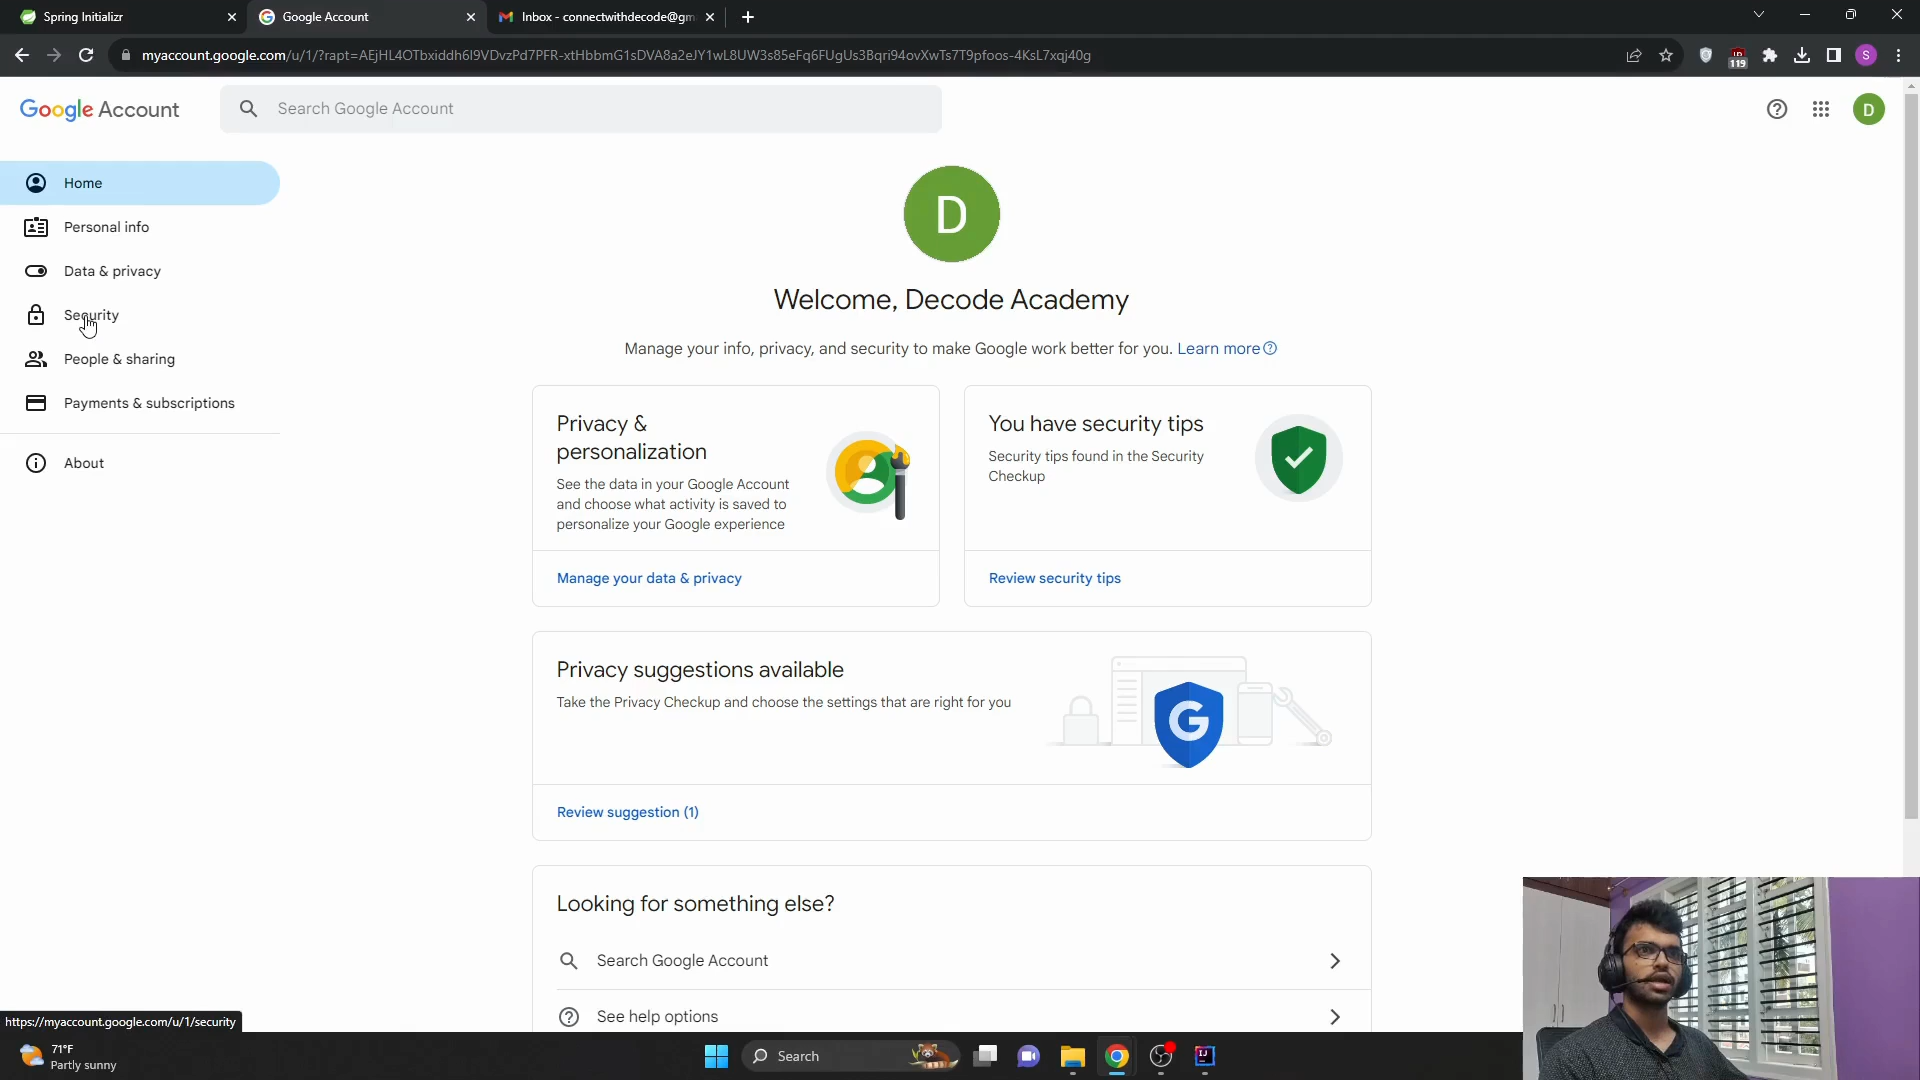 Spring Initializr
Google Account
Inbox - connectwithdecode@gm
myaccount.google.com/u/1/?rapt=AEjHL4OTbxiddh6I9VDvzPd7PFR-xtHbbmG1sDVA8a2eJY1wL8UW3s85eFq6FUgUs3Bqri94ovXwTs7T9pfoos-4KsL7xqj40g
119
S
Google Account
Search Google Account
D
Home
Personal info
Data & privacy
Security
People & sharing
Payments & subscriptions
About
D
Welcome, Decode Academy
Manage your info, privacy, and security to make Google work better for you. Learn more
Privacy &
personalization
See the data in your Google Account
and choose what activity is saved to
personalize your Google experience
Manage your data & privacy
You have security tips
Security tips found in the Security
Checkup
Review security tips
Privacy suggestions available
Take the Privacy Checkup and choose the settings that are right for you
G
Review suggestion (1)
Looking for something else?
Search Google Account
See help options
https://myaccount.google.com/u/1/security
71°F
Partly sunny
Search
IJ